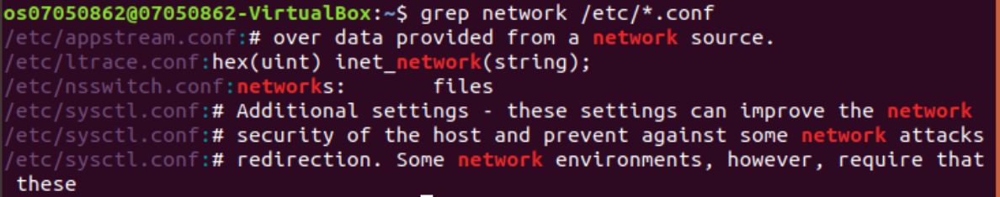 os07050862@07050862-VirtualBox:~$ grep network /etc/*.conf
/etc/appstream.conf:# over data provided from a network source.
/etc/ltrace.conf:hex(uint) inet_network(string);
/etc/nsswitch.conf:networks:       files
/etc/sysctl.conf:# Additional settings - these settings can improve the network
/etc/sysctl.conf:# security of the host and prevent against some network attacks
/etc/sysctl.conf:# redirection. Some network environments, however, require that
 these